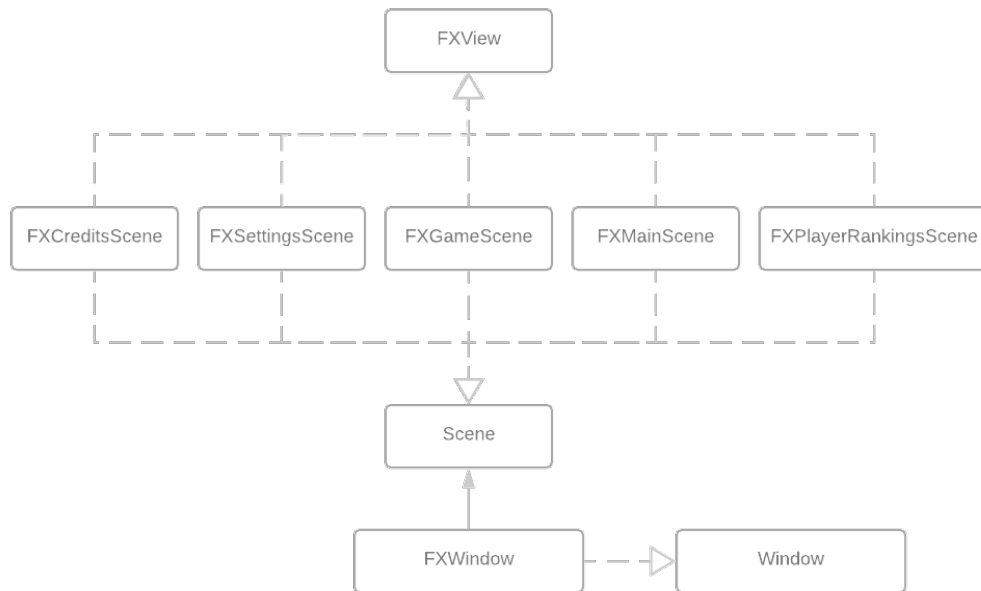 FXView
FXCreditsScene
FXSettingsScene
FXGameScene
FXMainScene
FXPlayerRankingsScene
Scene
FXWindow
Window